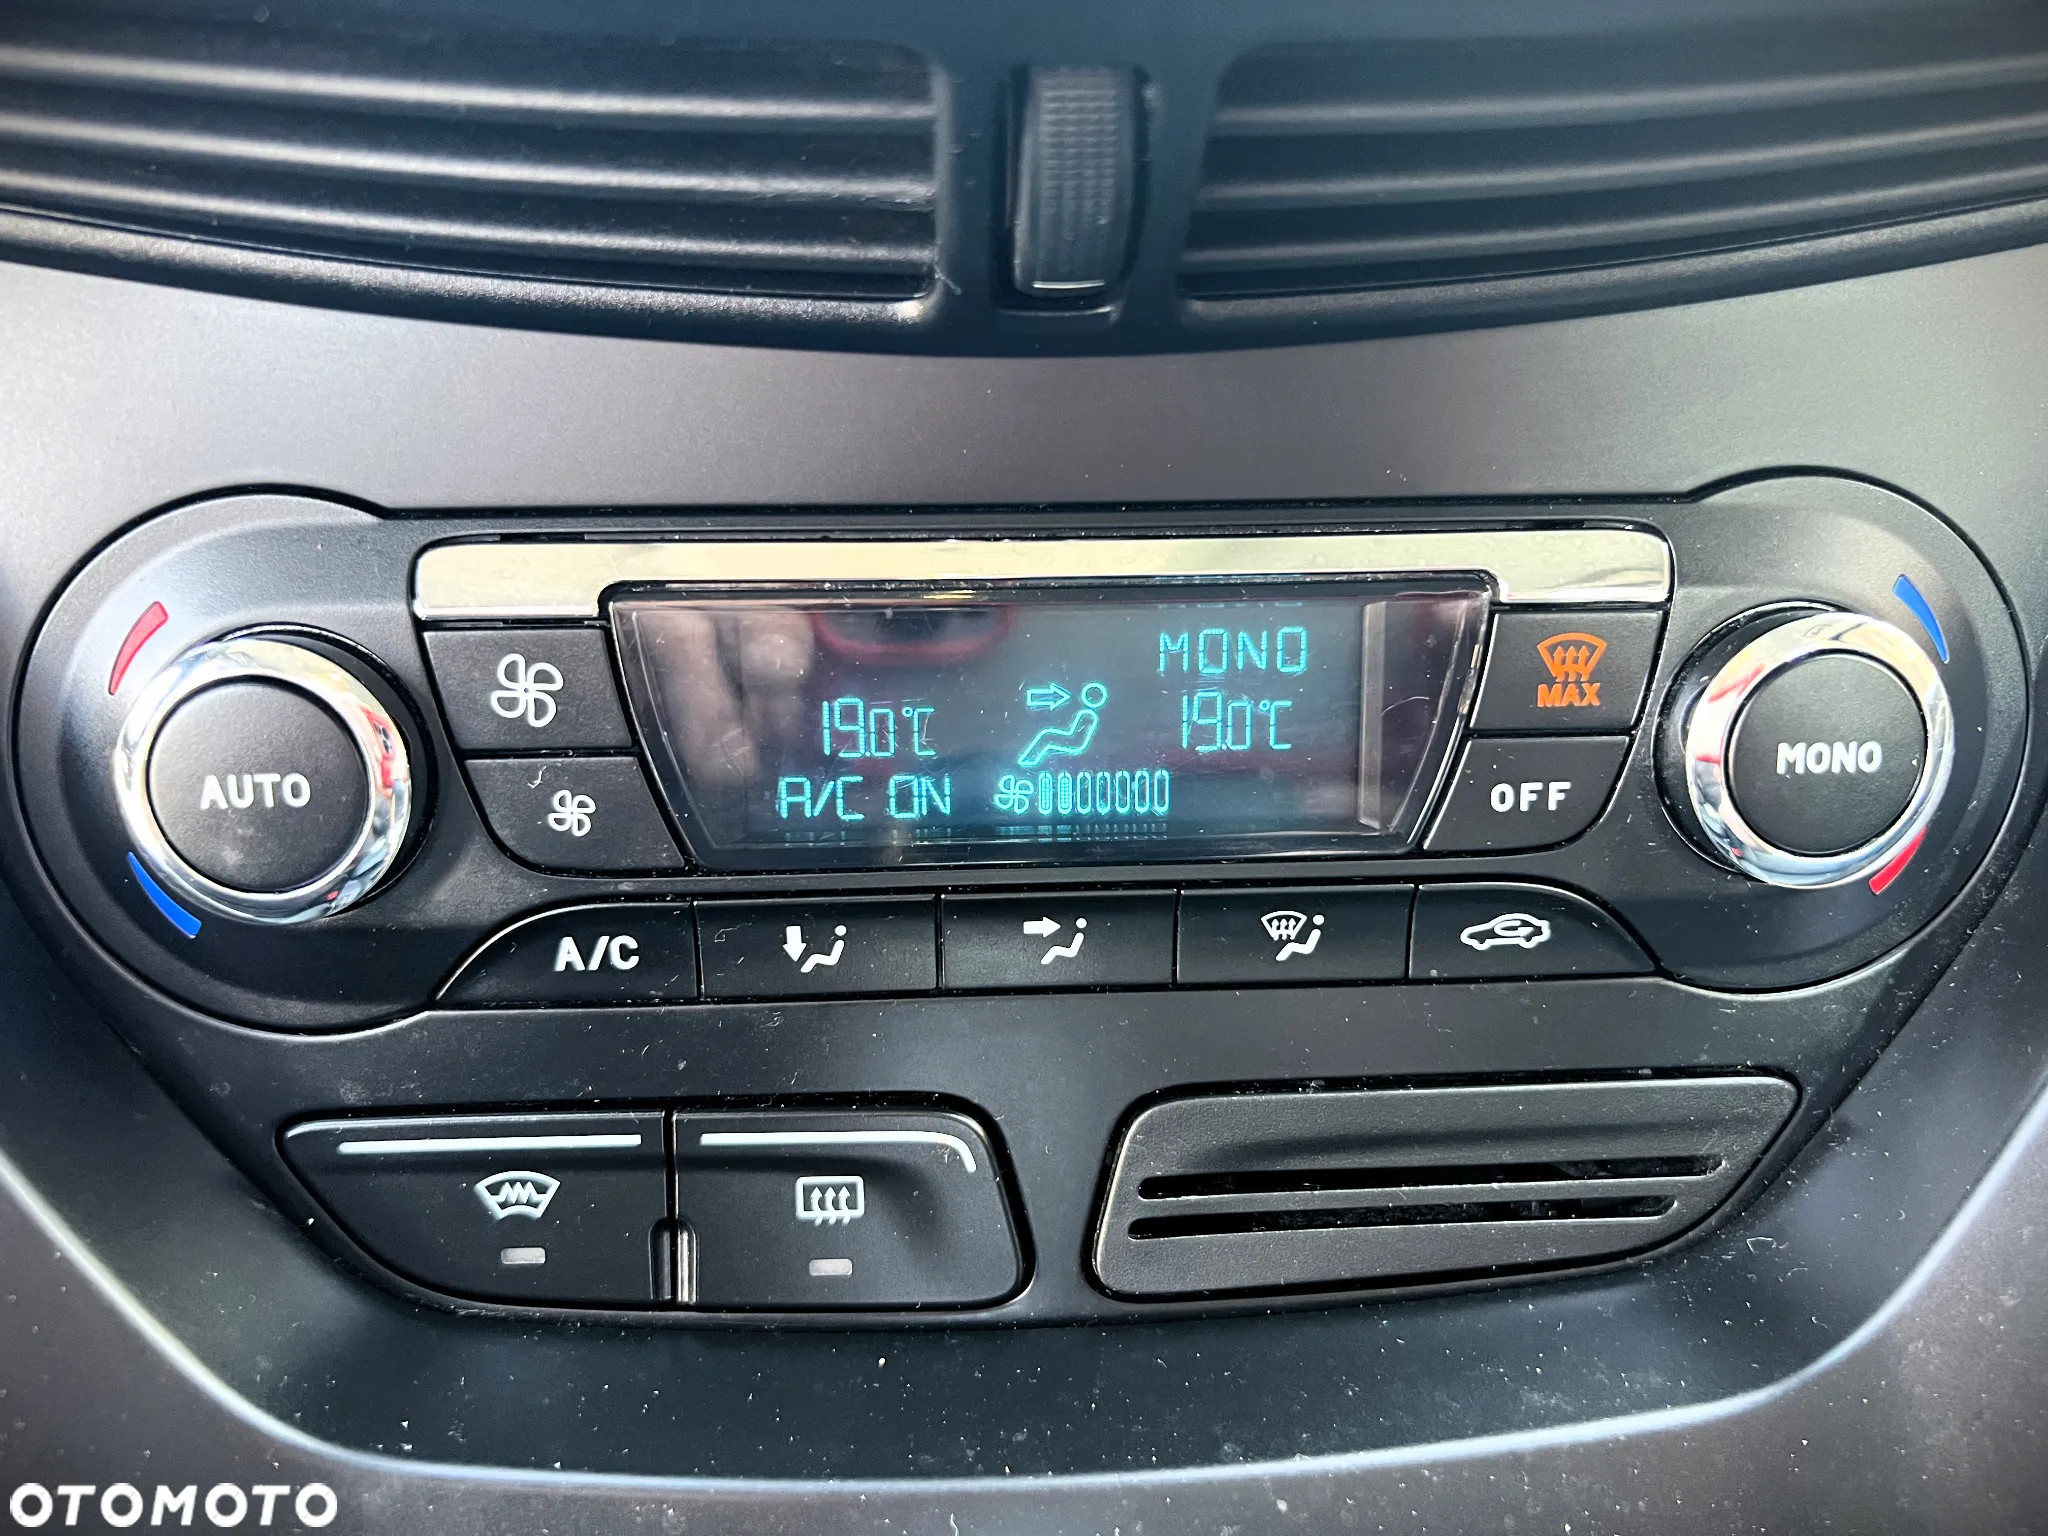 MONO
19.0°C 19.0°C
A/C ON
MAX
AUTO
MONO
OFF
A/C
OTOMOTO